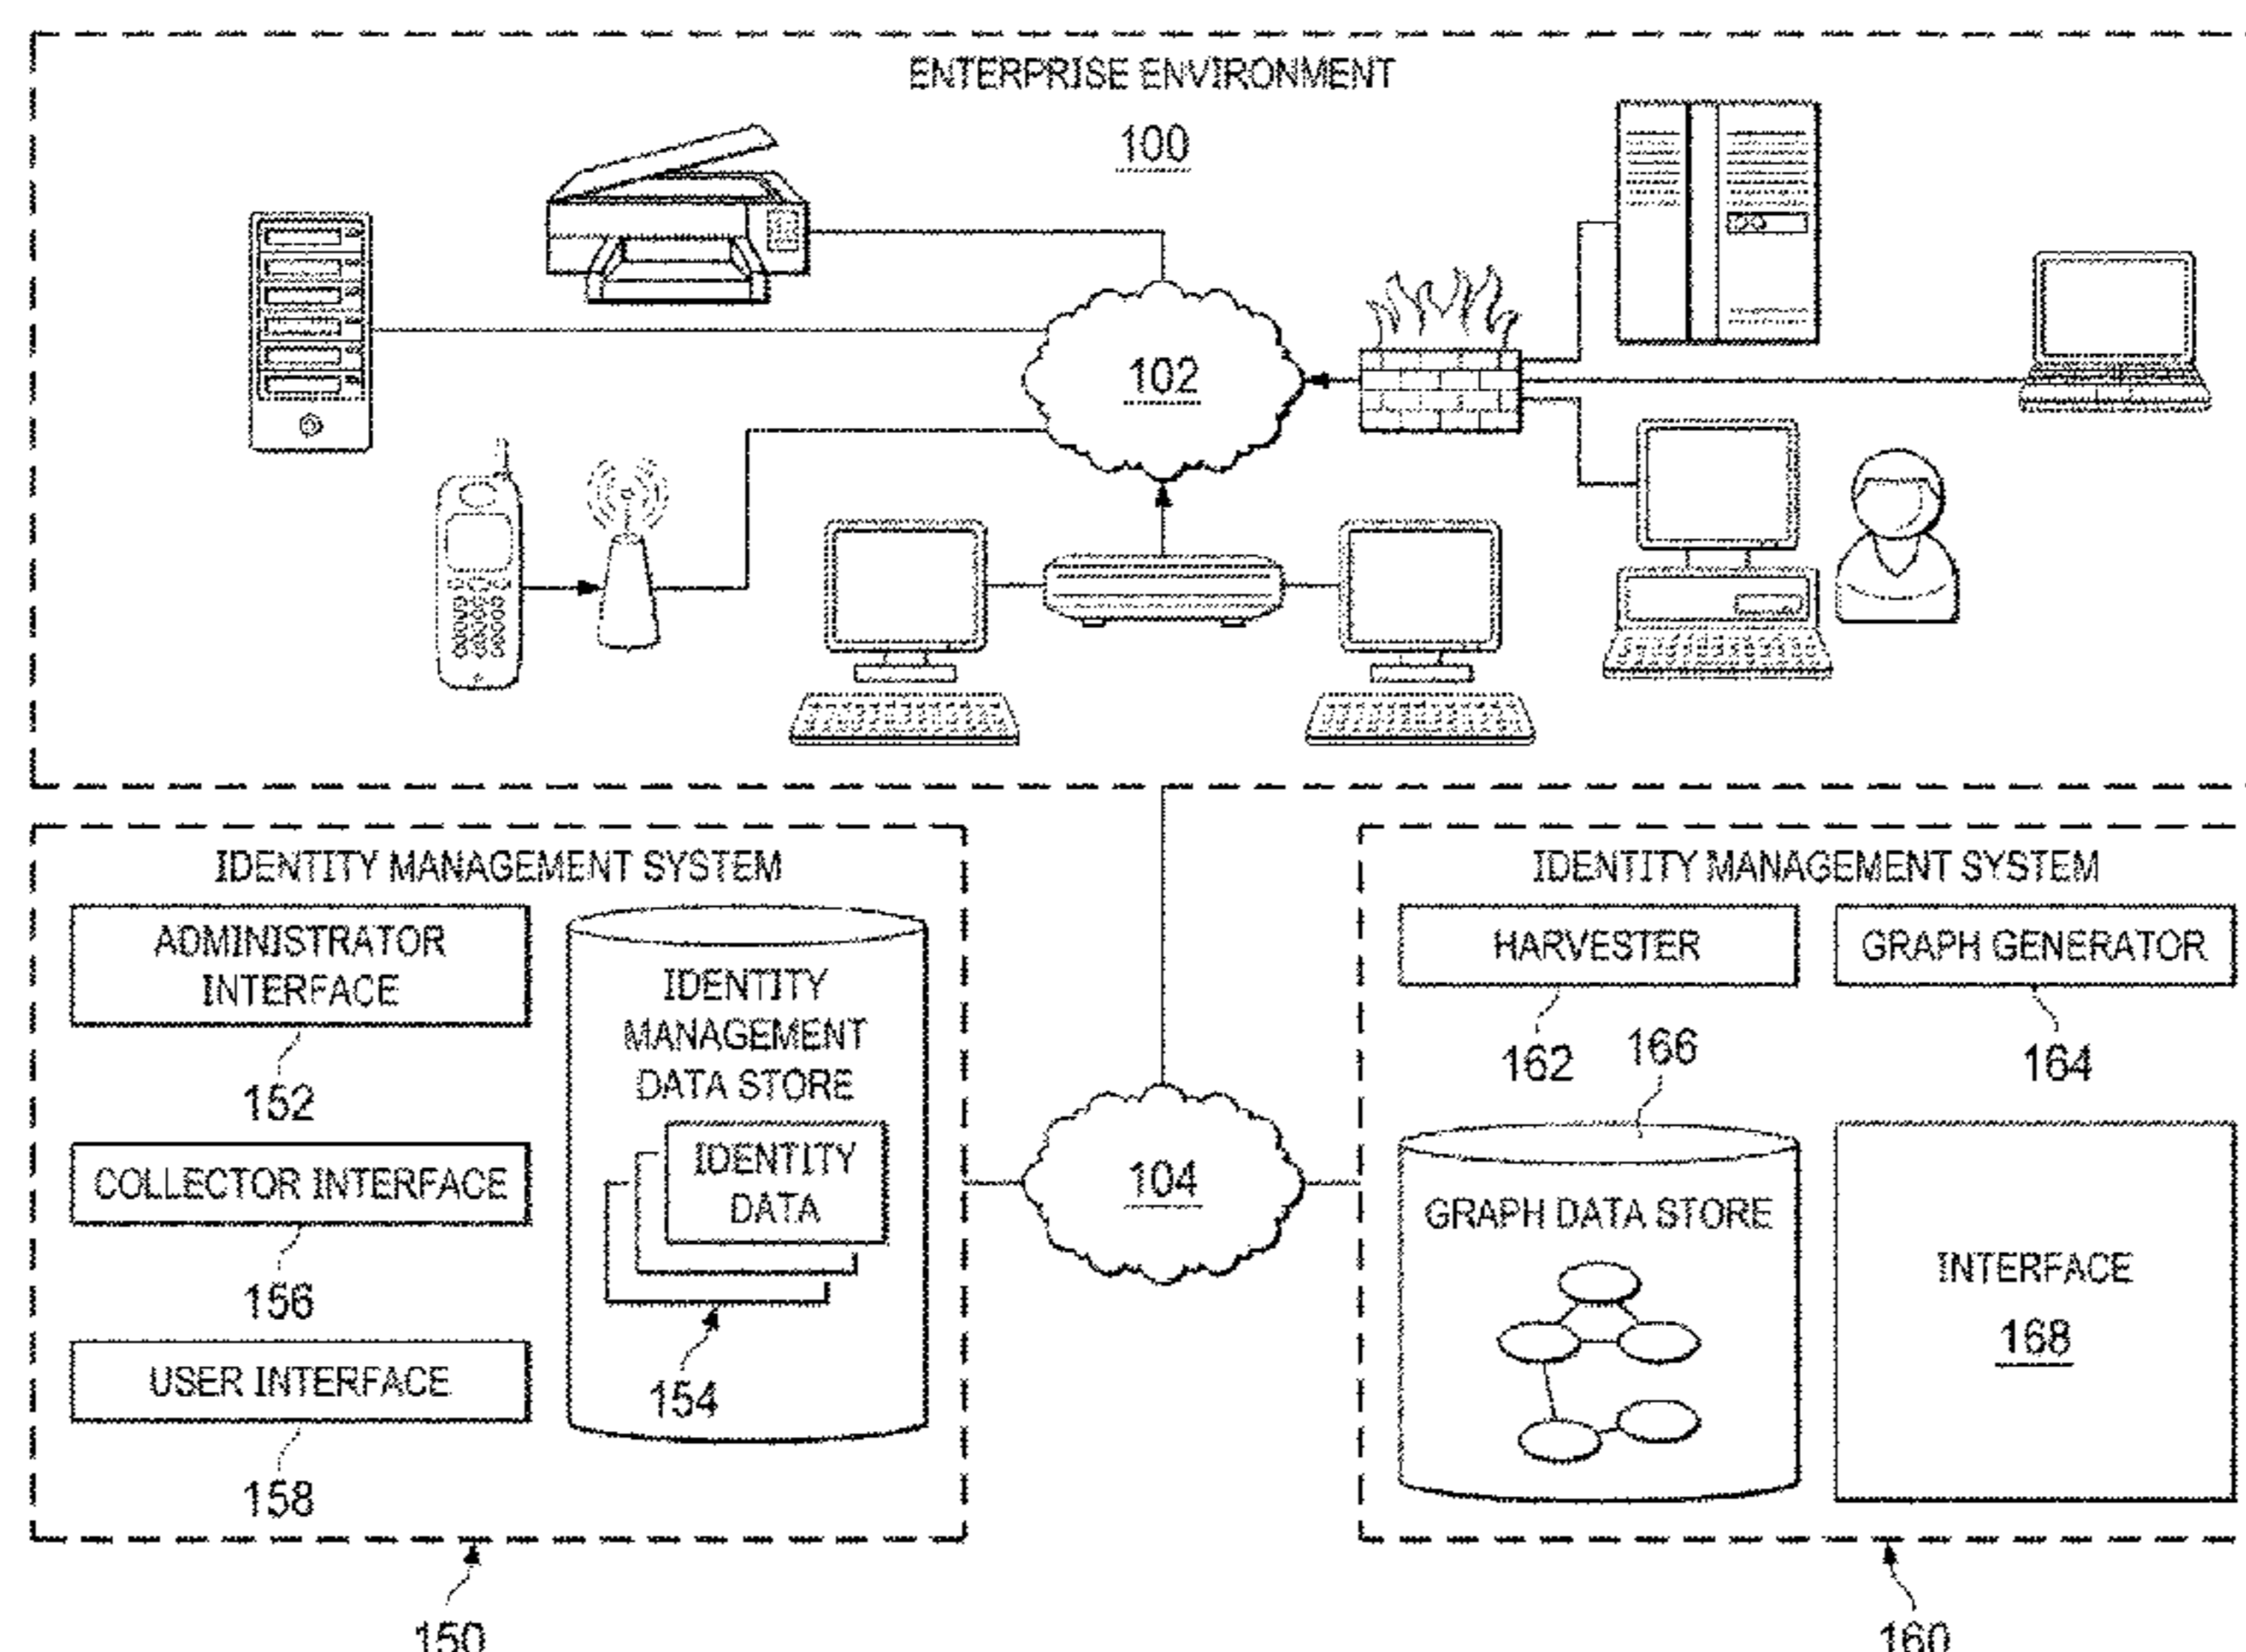 ENTERPRISE ENVIRONMENT
100
102
IDENTITY MANAGEMENT SYSTEM
ADMINISTRATOR
INTERFACE
152
COLLECTOR INTERFACE
156
USER INTERFACE
158
IDENTITY
MANAGEMENT
DATA STORE
IDENTITY
DATA
154
150
104
IDENTITY MANAGEMENT SYSTEM
HARVESTER
162
GRAPH GENERATOR
164
166
GRAPH DATA STORE
INTERFACE
168
160